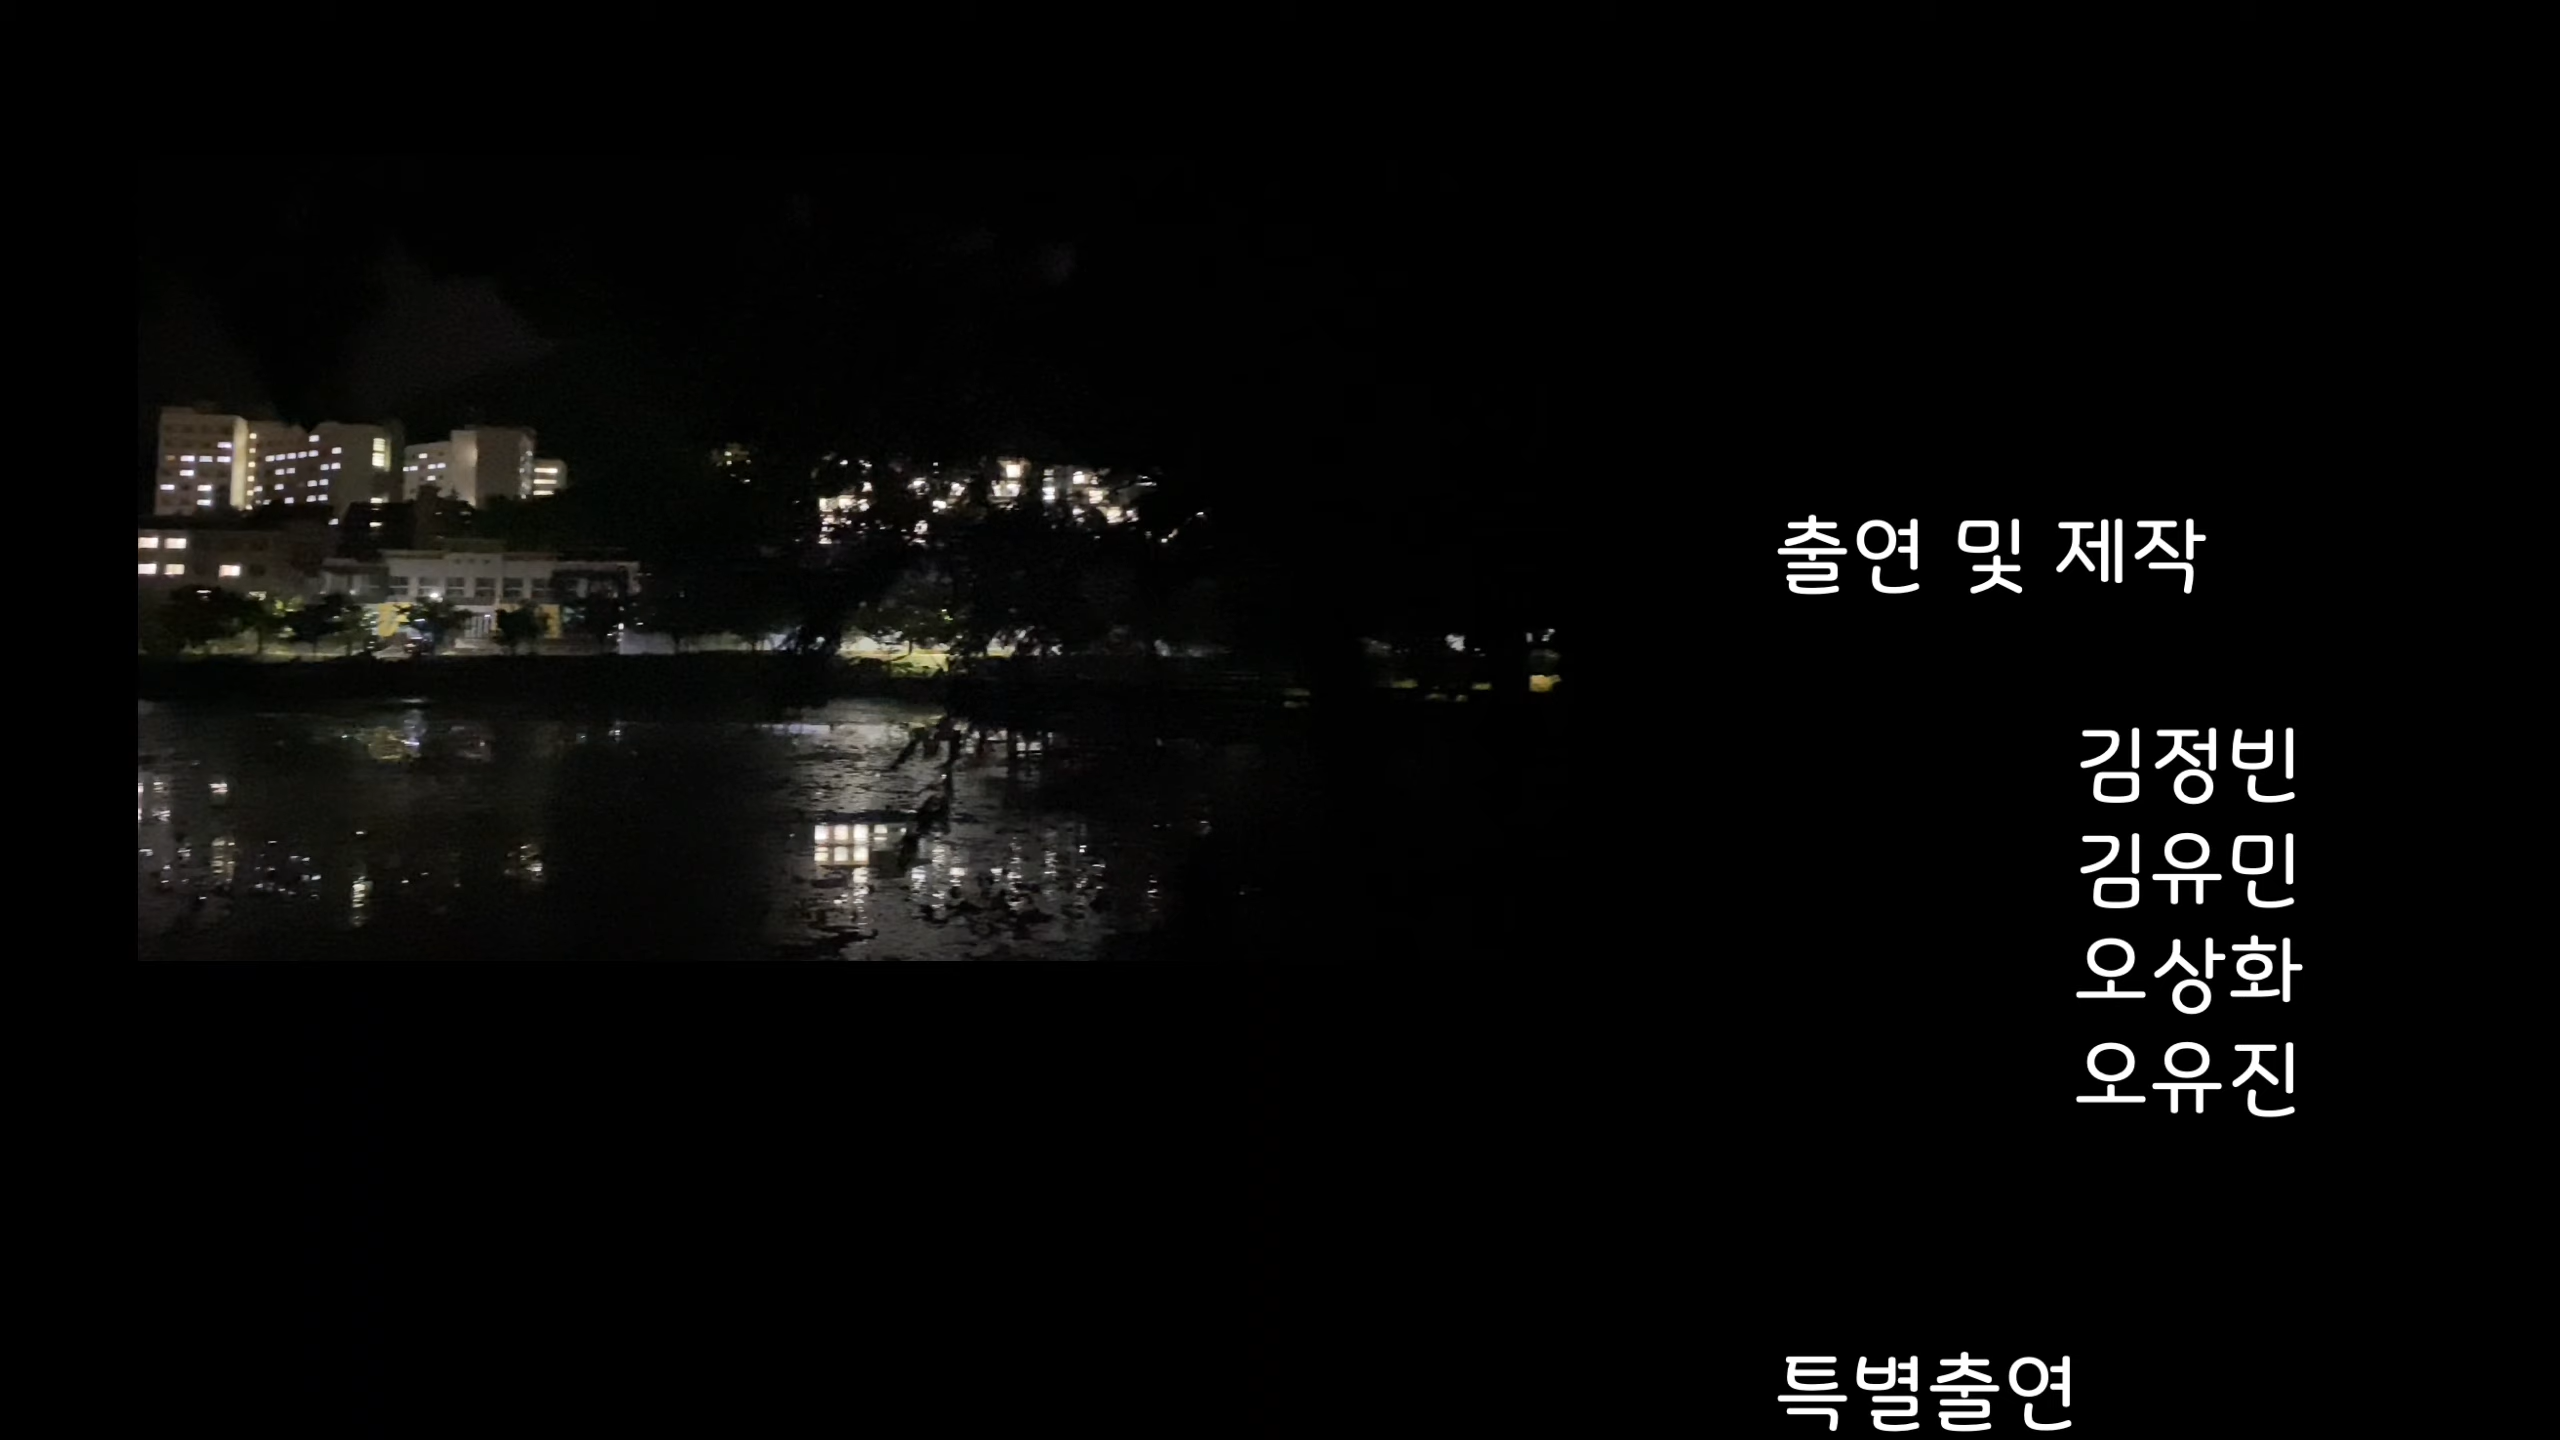 출연 및 제작
김정빈
김유민
오상화
오유진
특별출연